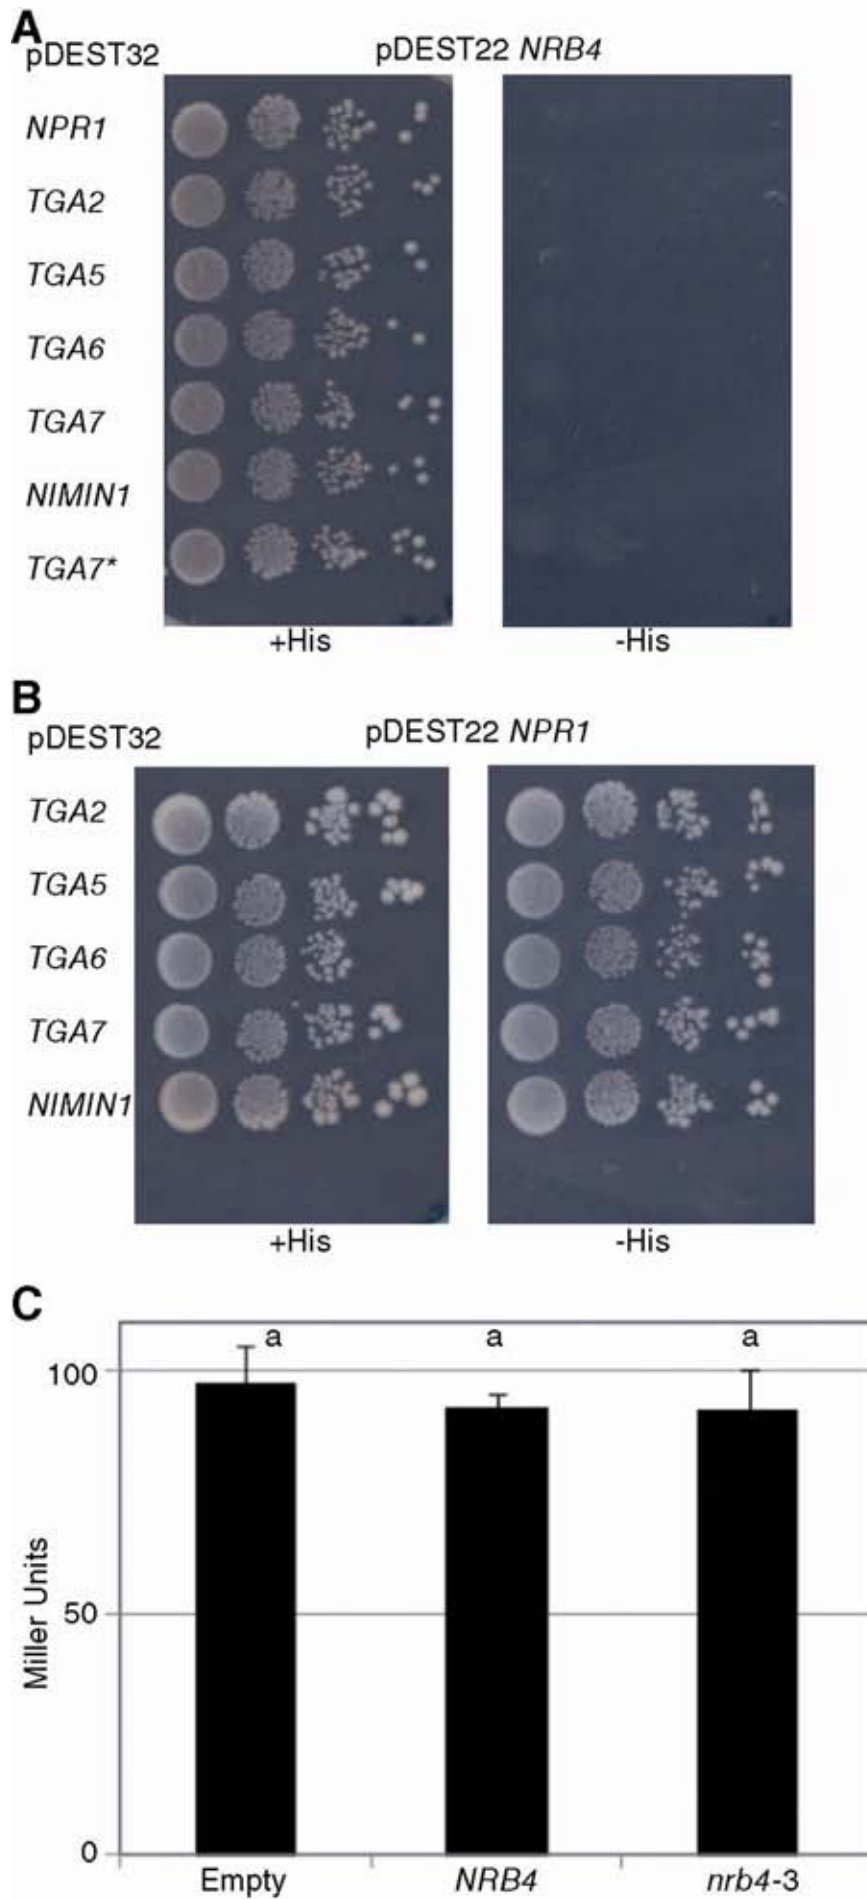 A
pDEST32 pDEST22 NRB4
NPR1
TGA2
TGA5
TGA6
TGA7
NIMIN1
TGA7*
+His -His
B
pDEST32 pDEST22 NPR1
TGA2
TGA5
TGA6
TGA7
NIMIN1
+His -His
C
a a a
100
50
0
Miller Units
Empty NRB4 nrb4-3